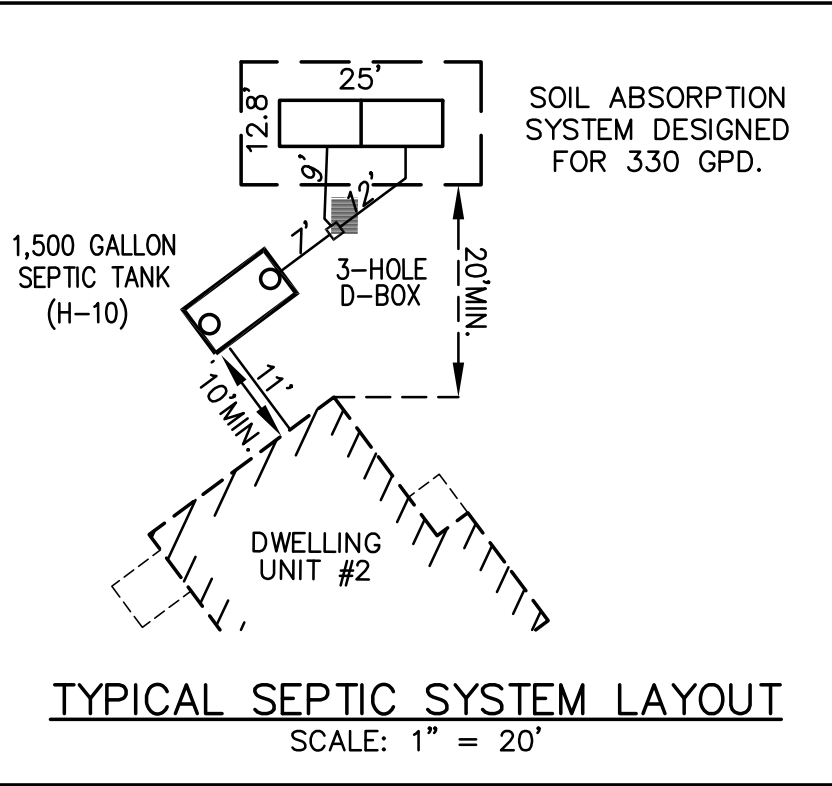 25'
12.8'
SOIL ABSORPTION
SYSTEM DESIGNED
FOR 330 GPD.
9'
12'
7'
1,500 GALLON
SEPTIC TANK
(H-10)
3-HOLE
D-BOX
20'MIN.
11'
10'MIN.
DWELLING
UNIT #2
TYPICAL SEPTIC SYSTEM LAYOUT
SCALE: 1" = 20'